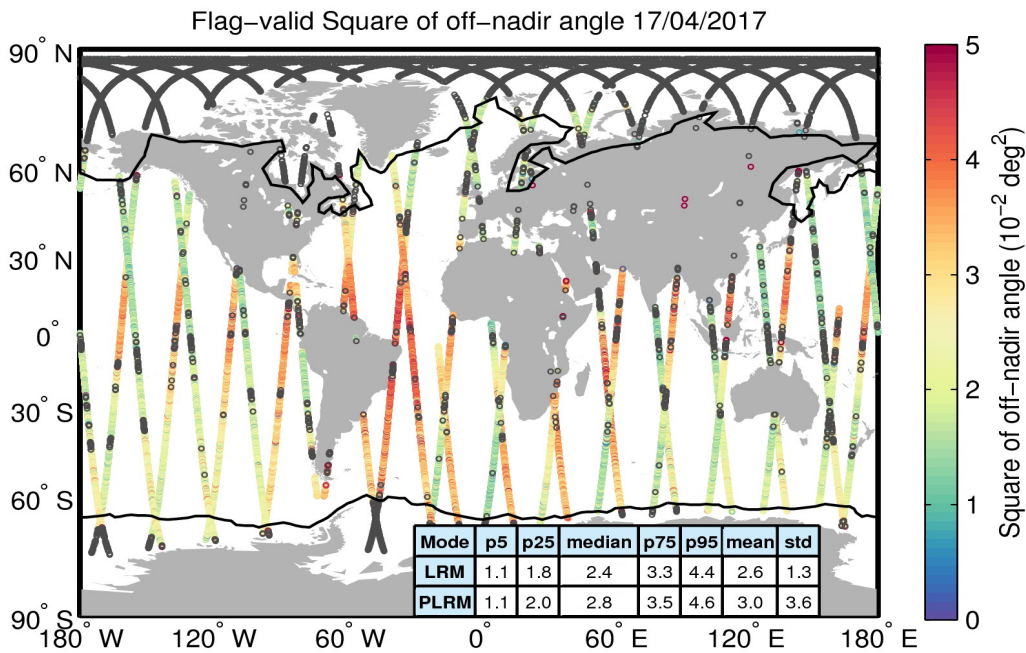 Flag−valid Square of off−nadir angle 17/04/2017
90° N
60° N
30° N
0°
30° S
60° S
90° S
180° W
120° W
60° W
0°
60° E
120° E
180° E
Mode p5 p25 median p75 p95 mean std
LRM 1.1 1.8 2.4 3.3 4.4 2.6 1.3
PLRM 1.1 2.0 2.8 3.5 4.6 3.0 3.6
5
4
3
2
1
0
Square of off−nadir angle (10⁻² deg²)